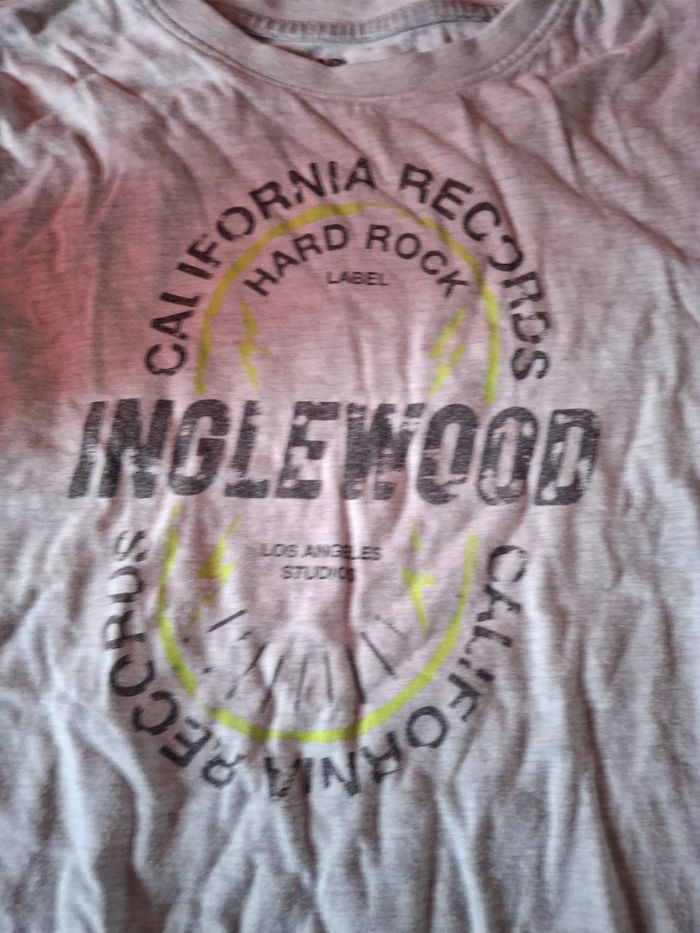 CALIFORNIA RECORDS
HARD ROCK
LABEL
INGLEWOOD
LOS ANGELES
STUDIOS
CALIFORNIA RECORDS